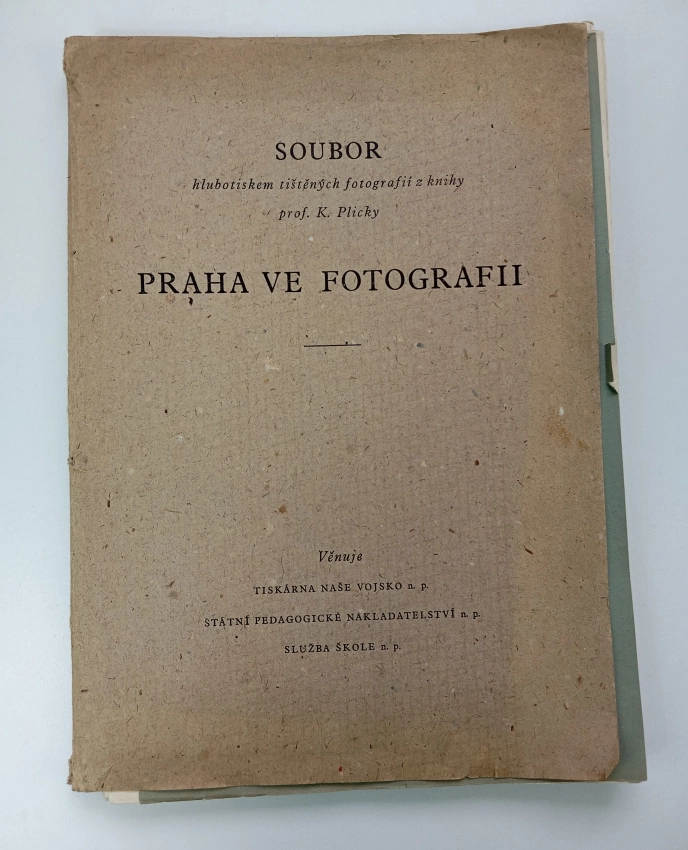 SOUBOR
hlubotiskem tištěných fotografií z knihy
prof. K. Plicky
PRAHA VE FOTOGRAFII
Věnuje
TISKÁRNA NAŠE VOJSKO n. p.
STÁTNÍ PEDAGOGICKÉ NAKLADATELSTVÍ n. p.
SLUŽBA ŠKOLE n. p.